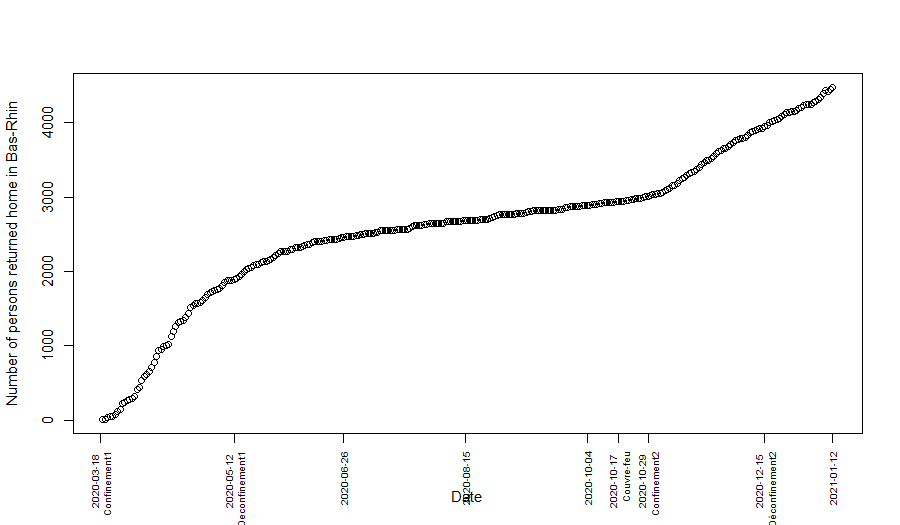 Number of persons returned home in Bas-Rhin
4000
3000
2000
1000
0
2020-03-18
Confinement1
2020-05-12
Deconfinement1
2020-06-26
2020-08-15
2020-10-04
2020-10-17
Couvre-feu
2020-10-29
Confinement2
2020-12-15
Déconfinement2
2021-01-12
Date